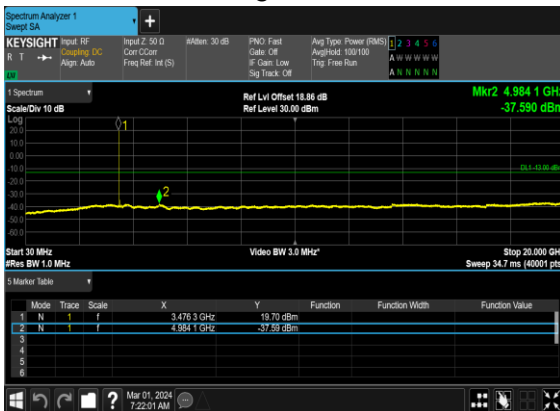 Spectrum Analyzer 1
Swept SA
KEYSIGHT Input: RF Input Z: 50 Ω #Atten: 30 dB PNO: Fast Avg Type: Power (RMS) 1 2 3 4 5 6
R T Coupling: DC Corr CCorr Gate: Off Avg|Hold: 100/100 A W W W W W
Align: Auto Freq Ref: Int (S) IF Gain: Low Trig: Free Run
LV Sig Track: Off A N N N N N
1 Spectrum Ref Lvl Offset 18.86 dB Mkr2 4.984 1 GHz
Scale/Div 10 dB Ref Level 30.00 dBm -37.590 dBm
Log
20.0
10.0
0.00
-10.0
DL1 -13.00 dBm
-20.0
-30.0
-40.0
-50.0
-60.0
1
2
Start 30 MHz Video BW 3.0 MHz* Stop 20.000 GHz
#Res BW 1.0 MHz Sweep 34.7 ms (40001 pts)
5 Marker Table
Mode Trace Scale X Y Function Function Width Function Value
1 N 1 f 3.476 3 GHz 19.70 dBm
2 N 1 f 4.984 1 GHz -37.59 dBm
3
4
5
6
? Mar 01, 2024
7:22:01 AM